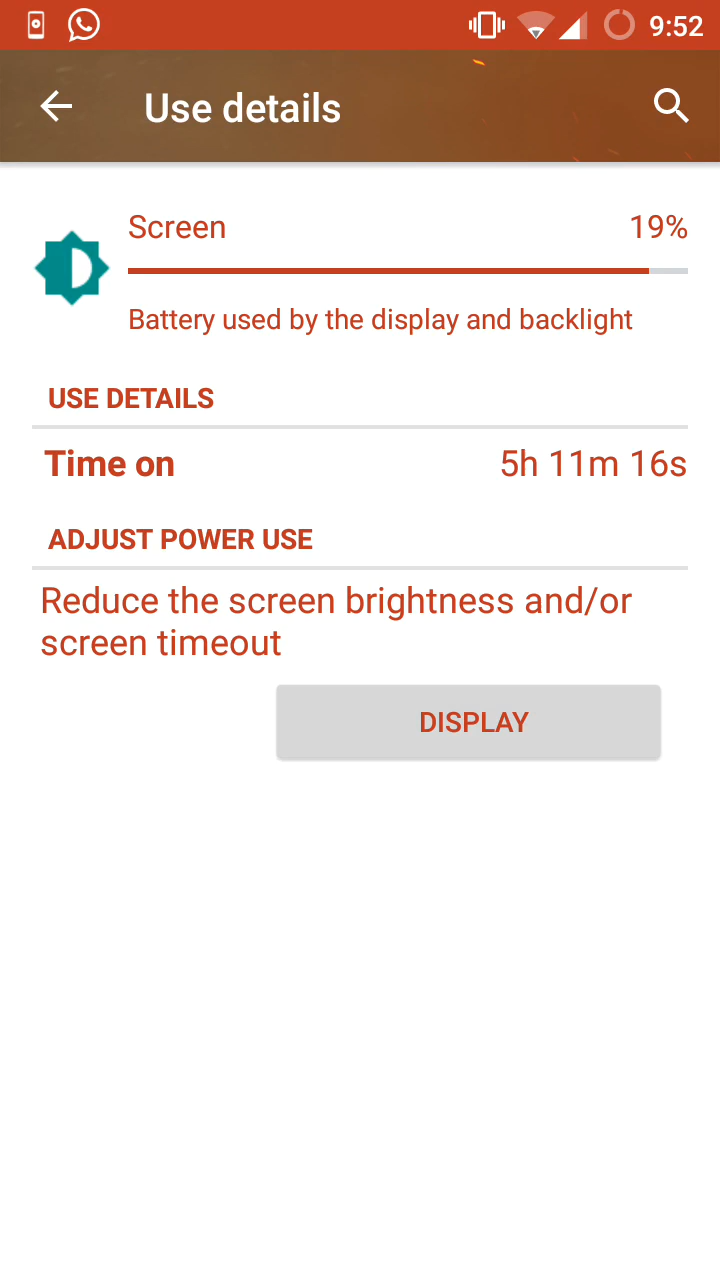 9:52
Use details
Screen 19%
Battery used by the display and backlight
USE DETAILS
Time on 5h 11m 16s
ADJUST POWER USE
Reduce the screen brightness and/or
screen timeout
DISPLAY